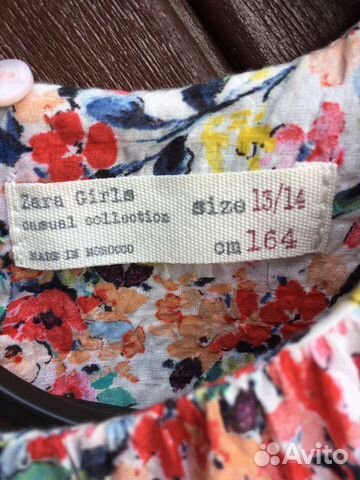 Zara Girls
casual collection
MADE IN MOROCCO
size 13/14
cm 164
Avito